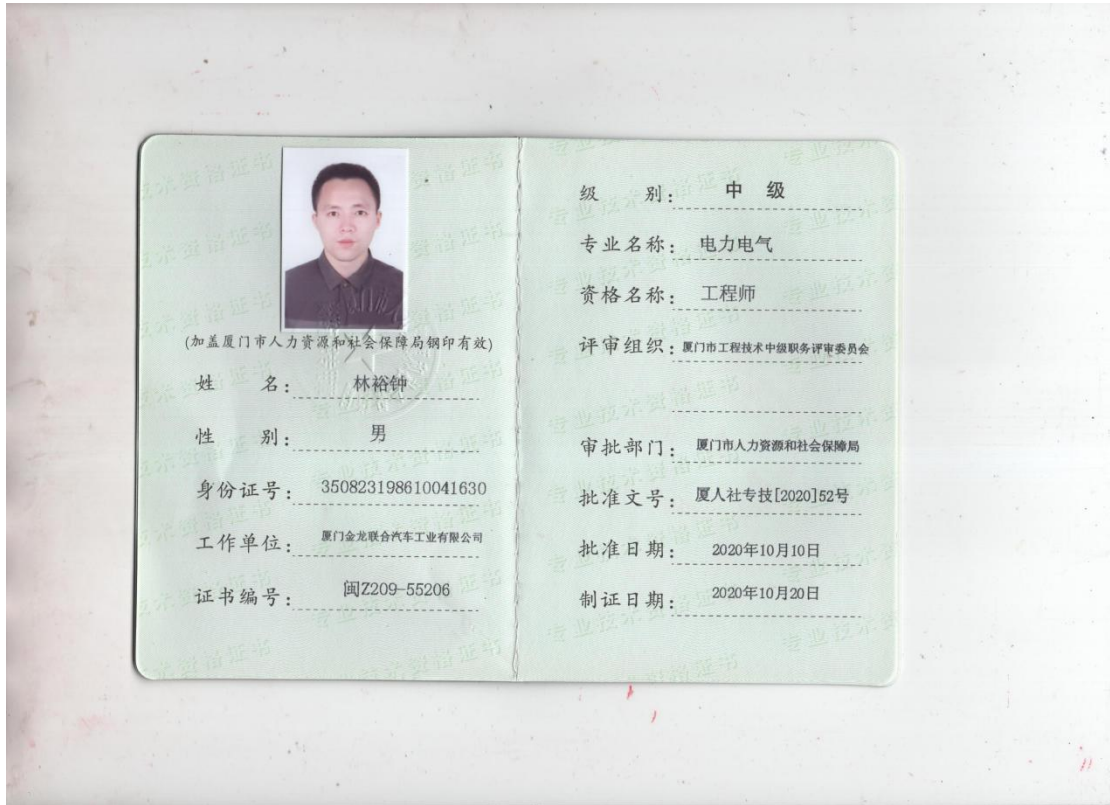 (加盖厦门市人力资源和社会保障局钢印有效)
姓 名: 林裕钟
性 别: 男
身份证号: 350823198610041630
工作单位: 厦门金龙联合汽车工业有限公司
证书编号: 闽Z209-55206
级 别: 中 级
专业名称: 电力电气
资格名称: 工程师
评审组织: 厦门市工程技术中级职务评审委员会
审批部门: 厦门市人力资源和社会保障局
批准文号: 厦人社专技[2020]52号
批准日期: 2020年10月10日
制证日期: 2020年10月20日